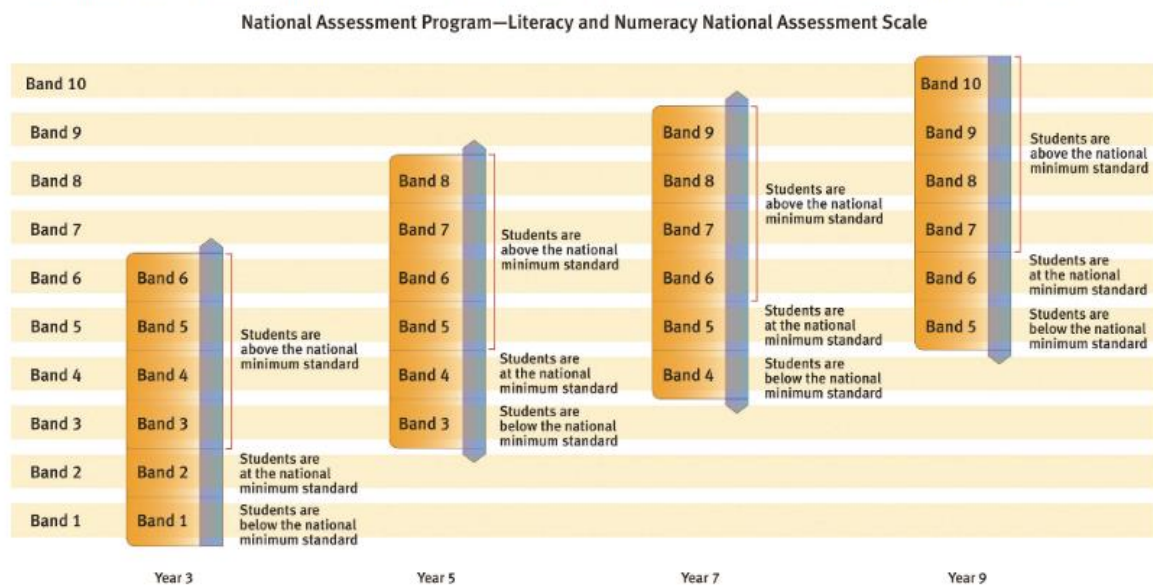 National Assessment Program—Literacy and Numeracy National Assessment Scale
Band 10
Band 9
Band 8
Band 7
Band 6
Band 5
Band 4
Band 3
Band 2
Band 1
Band 6
Band 5
Band 4
Band 3
Band 2
Band 1
Students are
above the national
minimum standard
Students are
at the national
minimum standard
Students are
below the national
minimum standard
Year 3
Band 8
Band 7
Band 6
Band 5
Band 4
Band 3
Students are
above the national
minimum standard
Students are
at the national
minimum standard
Students are
below the national
minimum standard
Year 5
Band 9
Band 8
Band 7
Band 6
Band 5
Band 4
Students are
above the national
minimum standard
Students are
at the national
minimum standard
Students are
below the national
minimum standard
Year 7
Band 10
Band 9
Band 8
Band 7
Band 6
Band 5
Students are
above the national
minimum standard
Students are
at the national
minimum standard
Students are
below the national
minimum standard
Year 9